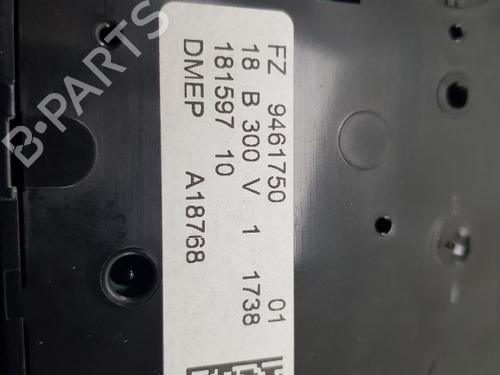 FZ 9461750 01
18 B 300 V 1 1738
181597 10
DMEP A18768
B-PARTS